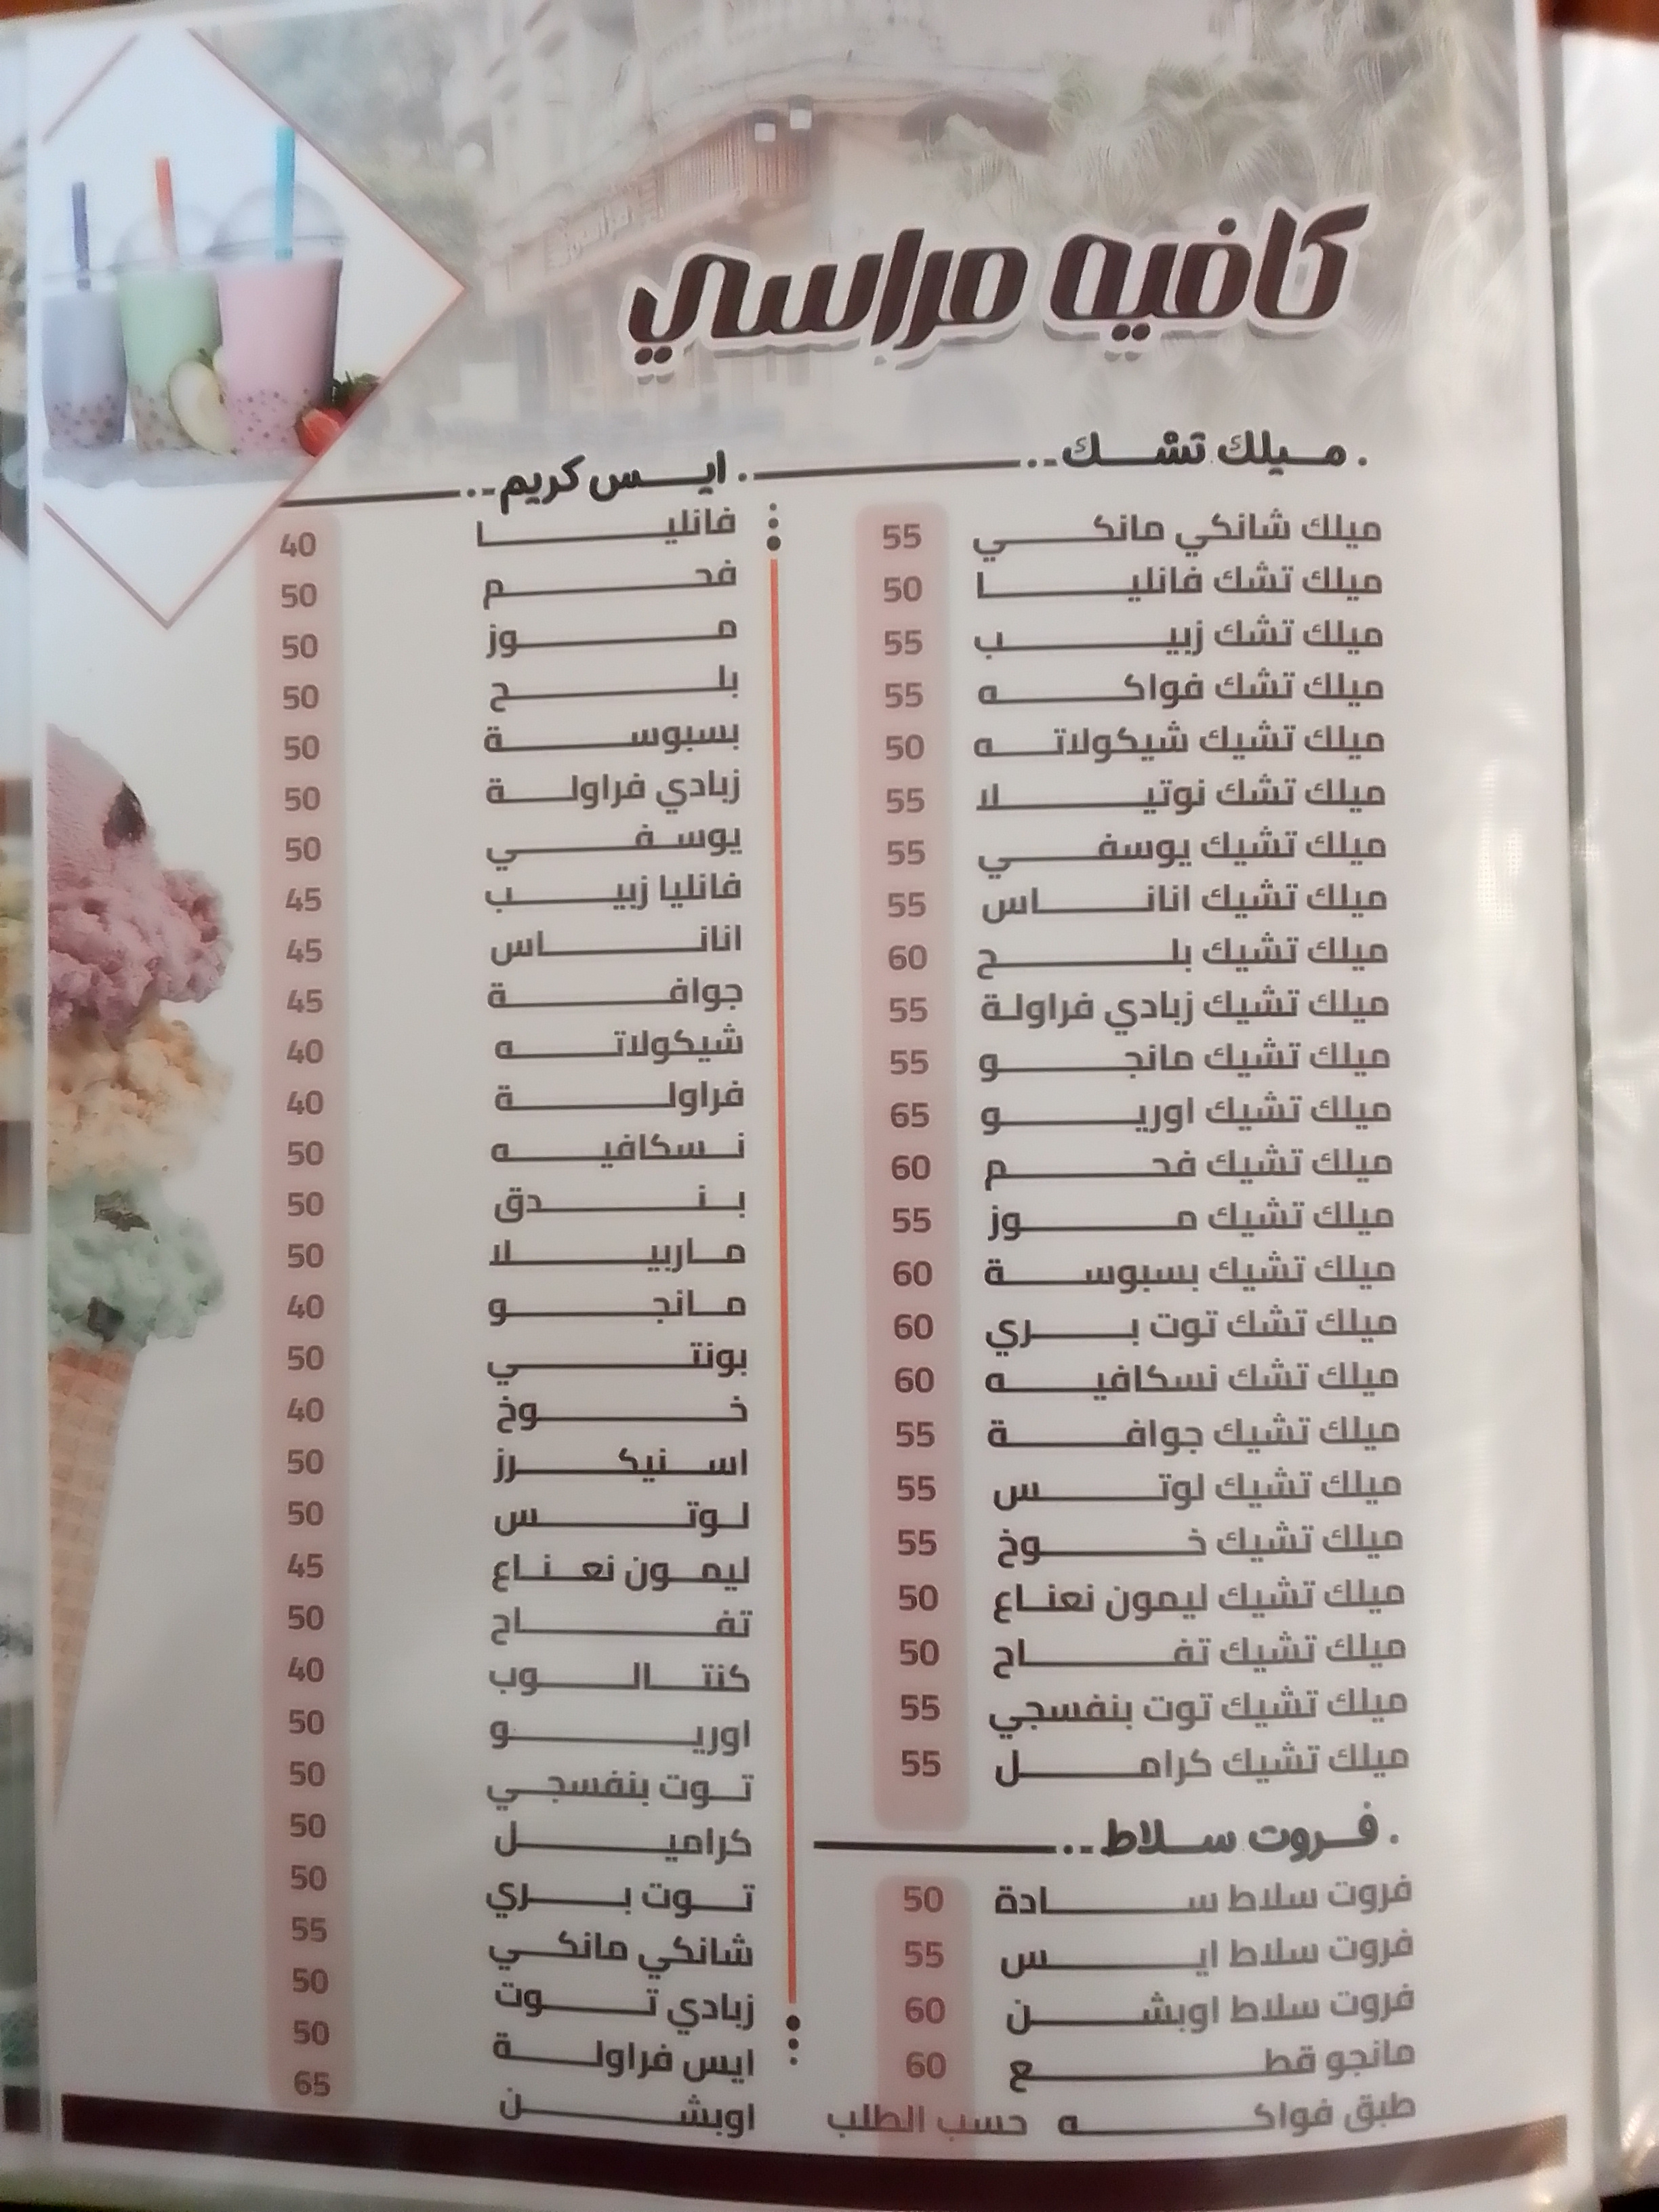 كافيه مراسي
ميلك تشك
ميلك شانكي مانكي 55
ميلك تشك فانليا 50
ميلك تشك زبيب 55
ميلك تشك فواكه 55
ميلك تشيك شيكولاته 50
ميلك تشك نوتيلا 55
ميلك تشيك يوسفي 55
ميلك تشيك اناناس 55
ميلك تشيك بلح 60
ميلك تشيك زبادي فراولة 55
ميلك تشيك مانجو 55
ميلك تشيك اوريو 65
ميلك تشيك فحم 60
ميلك تشيك موز 55
ميلك تشيك بسبوسة 60
ميلك تشك توت بري 60
ميلك تشك نسكافيه 60
ميلك تشيك جوافة 55
ميلك تشيك لوتس 55
ميلك تشيك خوخ 55
ميلك تشيك ليمون نعناع 50
ميلك تشيك تفاح 50
ميلك تشيك توت بنفسجي 55
ميلك تشيك كرامل 55
فروت سلاط
فروت سلاط سادة 50
فروت سلاط ايس 55
فروت سلاط اوبشن 60
مانجو قطع 60
طبق فواكه حسب الطلب
ايس كريم
فانليا 40
فحم 50
موز 50
بلح 50
بسبوسة 50
زبادي فراولة 50
يوسفي 50
فانليا زبيب 45
اناناس 45
جوافة 45
شيكولاته 40
فراولة 40
نسكافيه 50
بندق 50
ماربيلا 50
مانجو 40
بونتي 50
خوخ 40
اسنيكرز 50
لوتس 50
ليمون نعناع 45
تفاح 50
كنتالوب 40
اوريو 50
توت بنفسجي 50
كراميل 50
توت بري 50
شانكي مانكي 55
زبادي توت 50
ايس فراولة 50
اوبشن 65